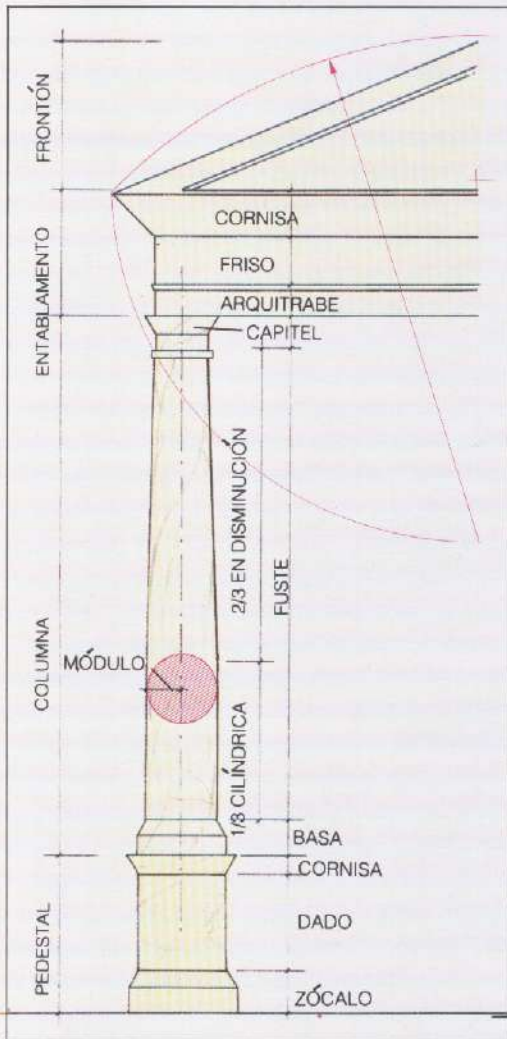 FRONTÓN
CORNISA
FRISO
ENTABLAMENTO
ARQUITRABE
CAPITEL
2/3 EN DISMINUCIÓN
FUSTE
COLUMNA
MÓDULO
1/3 CILÍNDRICA
BASA
CORNISA
DADO
PEDESTAL
ZÓCALO